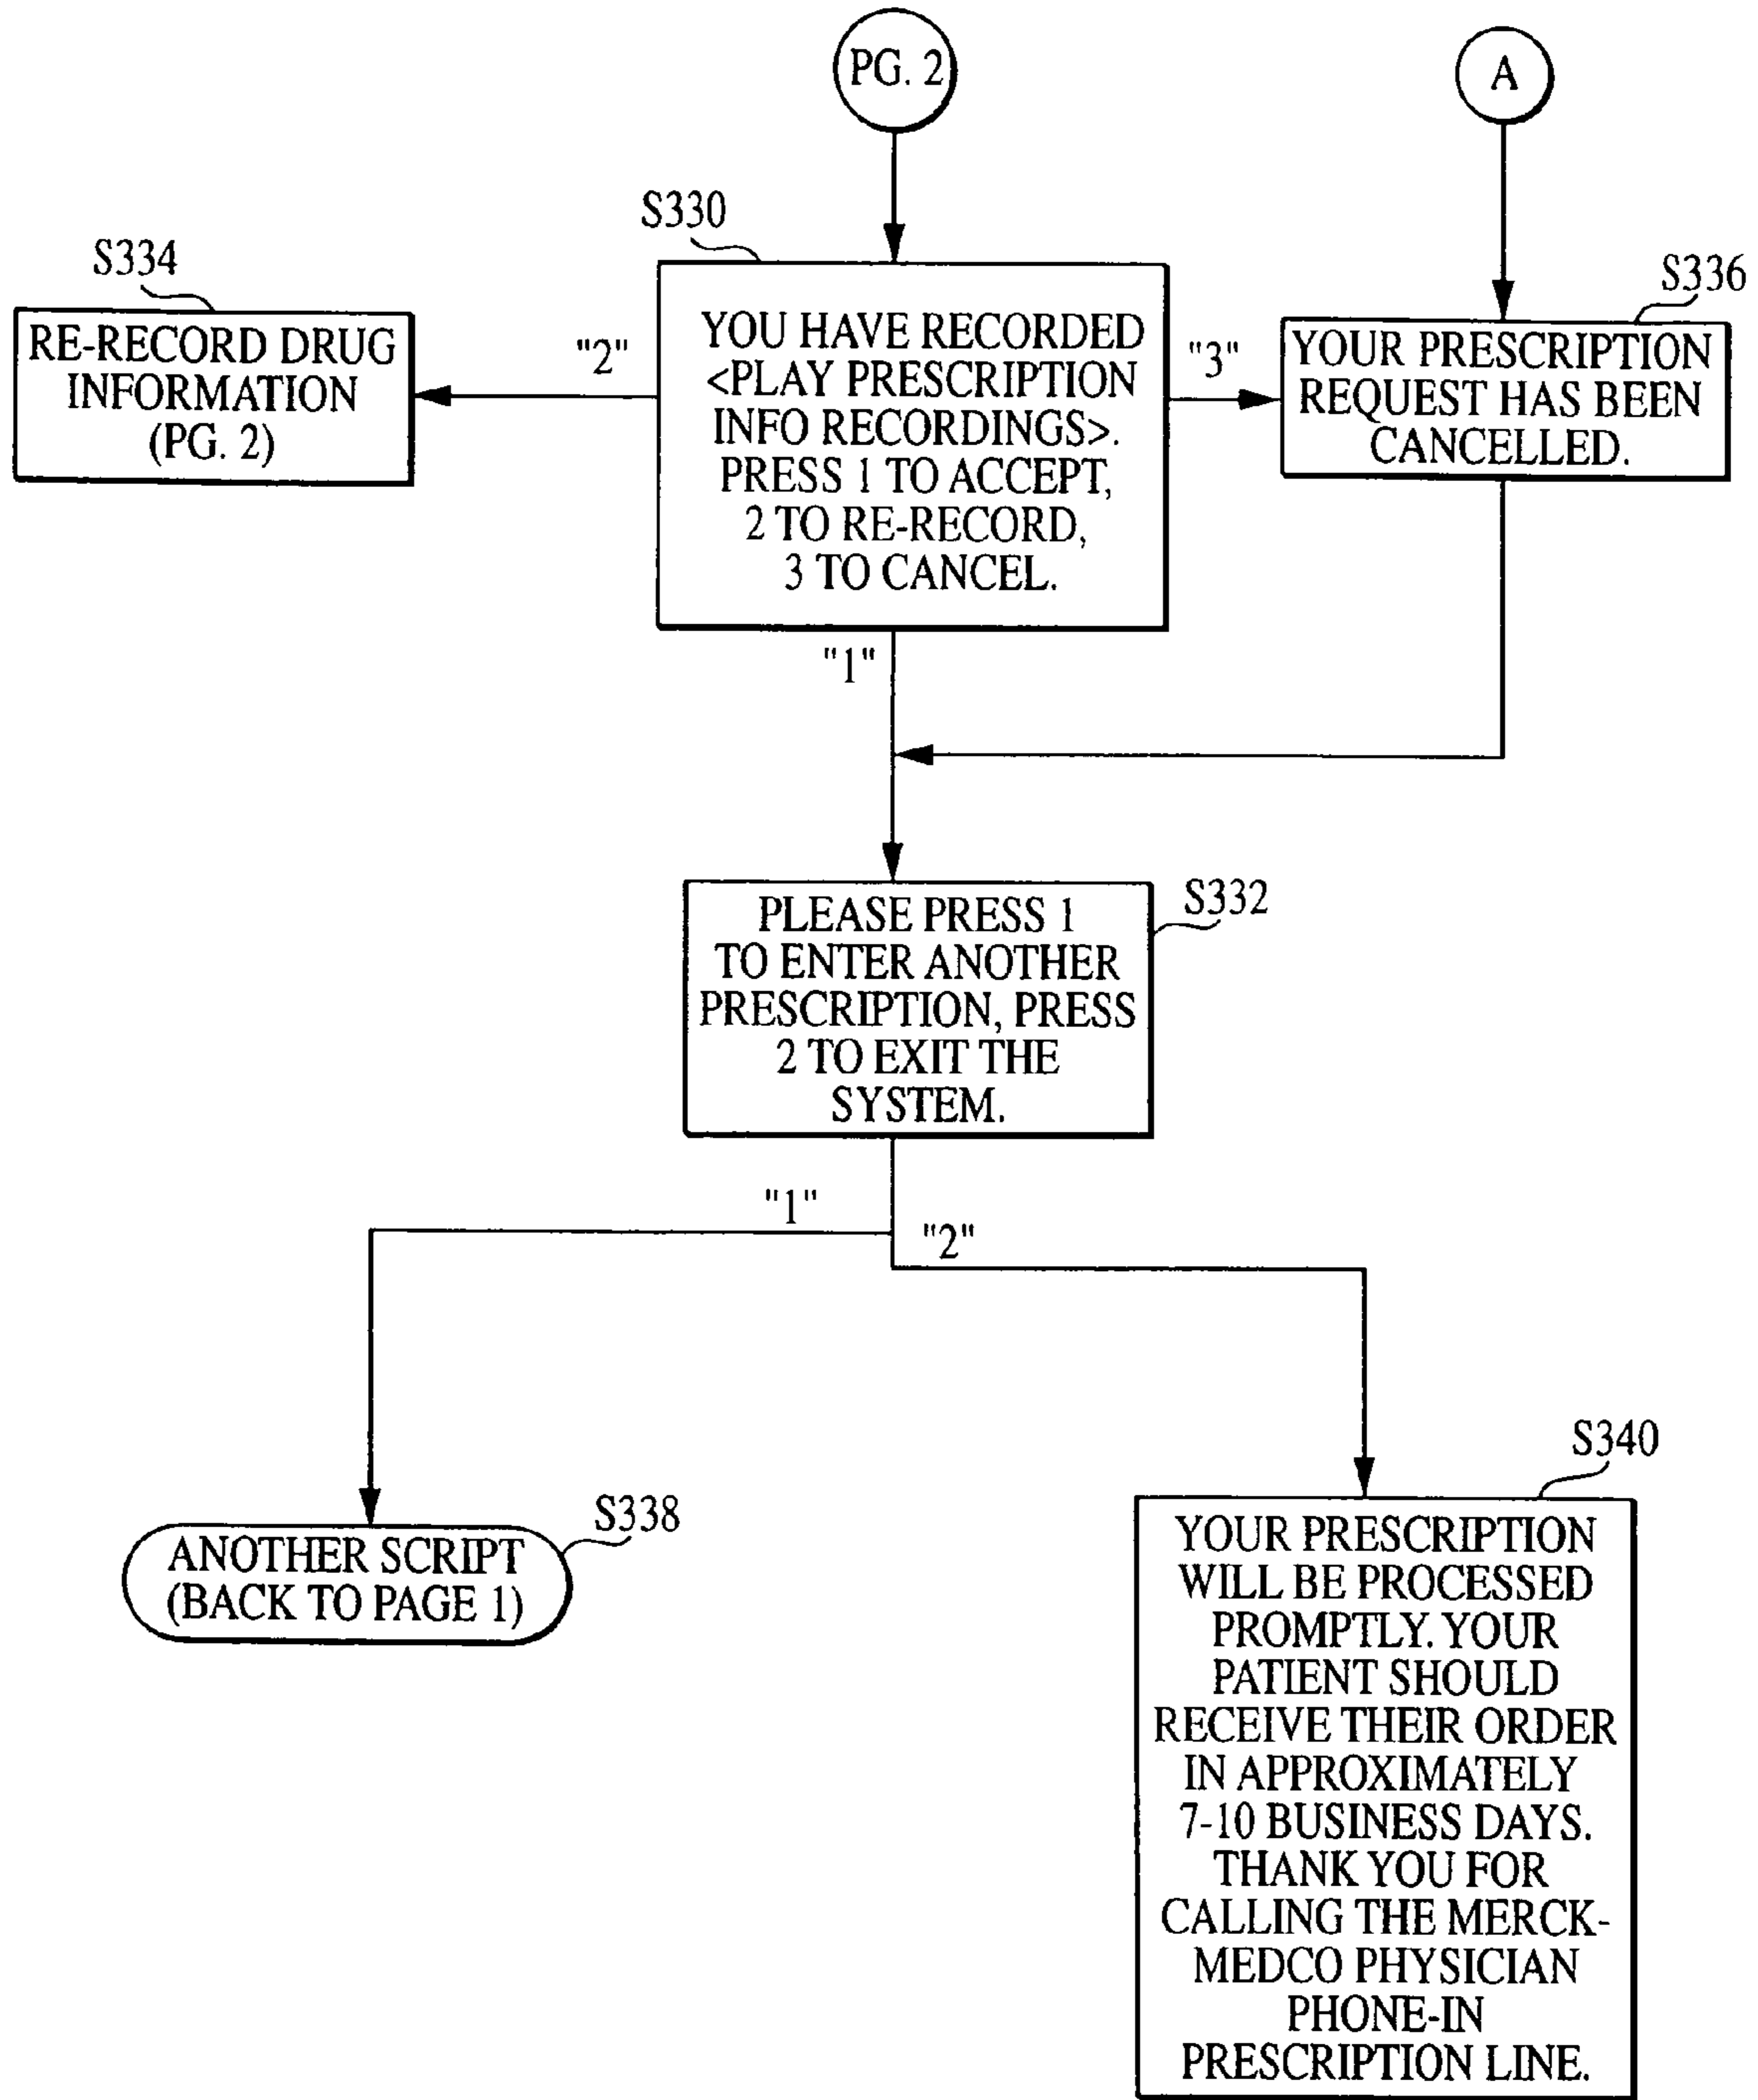 PG. 2
A
S330
S334
S336
RE-RECORD DRUG
INFORMATION
(PG. 2)
"2"
YOU HAVE RECORDED
<PLAY PRESCRIPTION
INFO RECORDINGS>.
PRESS 1 TO ACCEPT,
2 TO RE-RECORD,
3 TO CANCEL.
"3"
YOUR PRESCRIPTION
REQUEST HAS BEEN
CANCELLED.
"1"
S332
PLEASE PRESS 1
TO ENTER ANOTHER
PRESCRIPTION, PRESS
2 TO EXIT THE
SYSTEM.
"1"
"2"
S338
ANOTHER SCRIPT
(BACK TO PAGE 1)
S340
YOUR PRESCRIPTION
WILL BE PROCESSED
PROMPTLY. YOUR
PATIENT SHOULD
RECEIVE THEIR ORDER
IN APPROXIMATELY
7-10 BUSINESS DAYS.
THANK YOU FOR
CALLING THE MERCK-
MEDCO PHYSICIAN
PHONE-IN
PRESCRIPTION LINE.